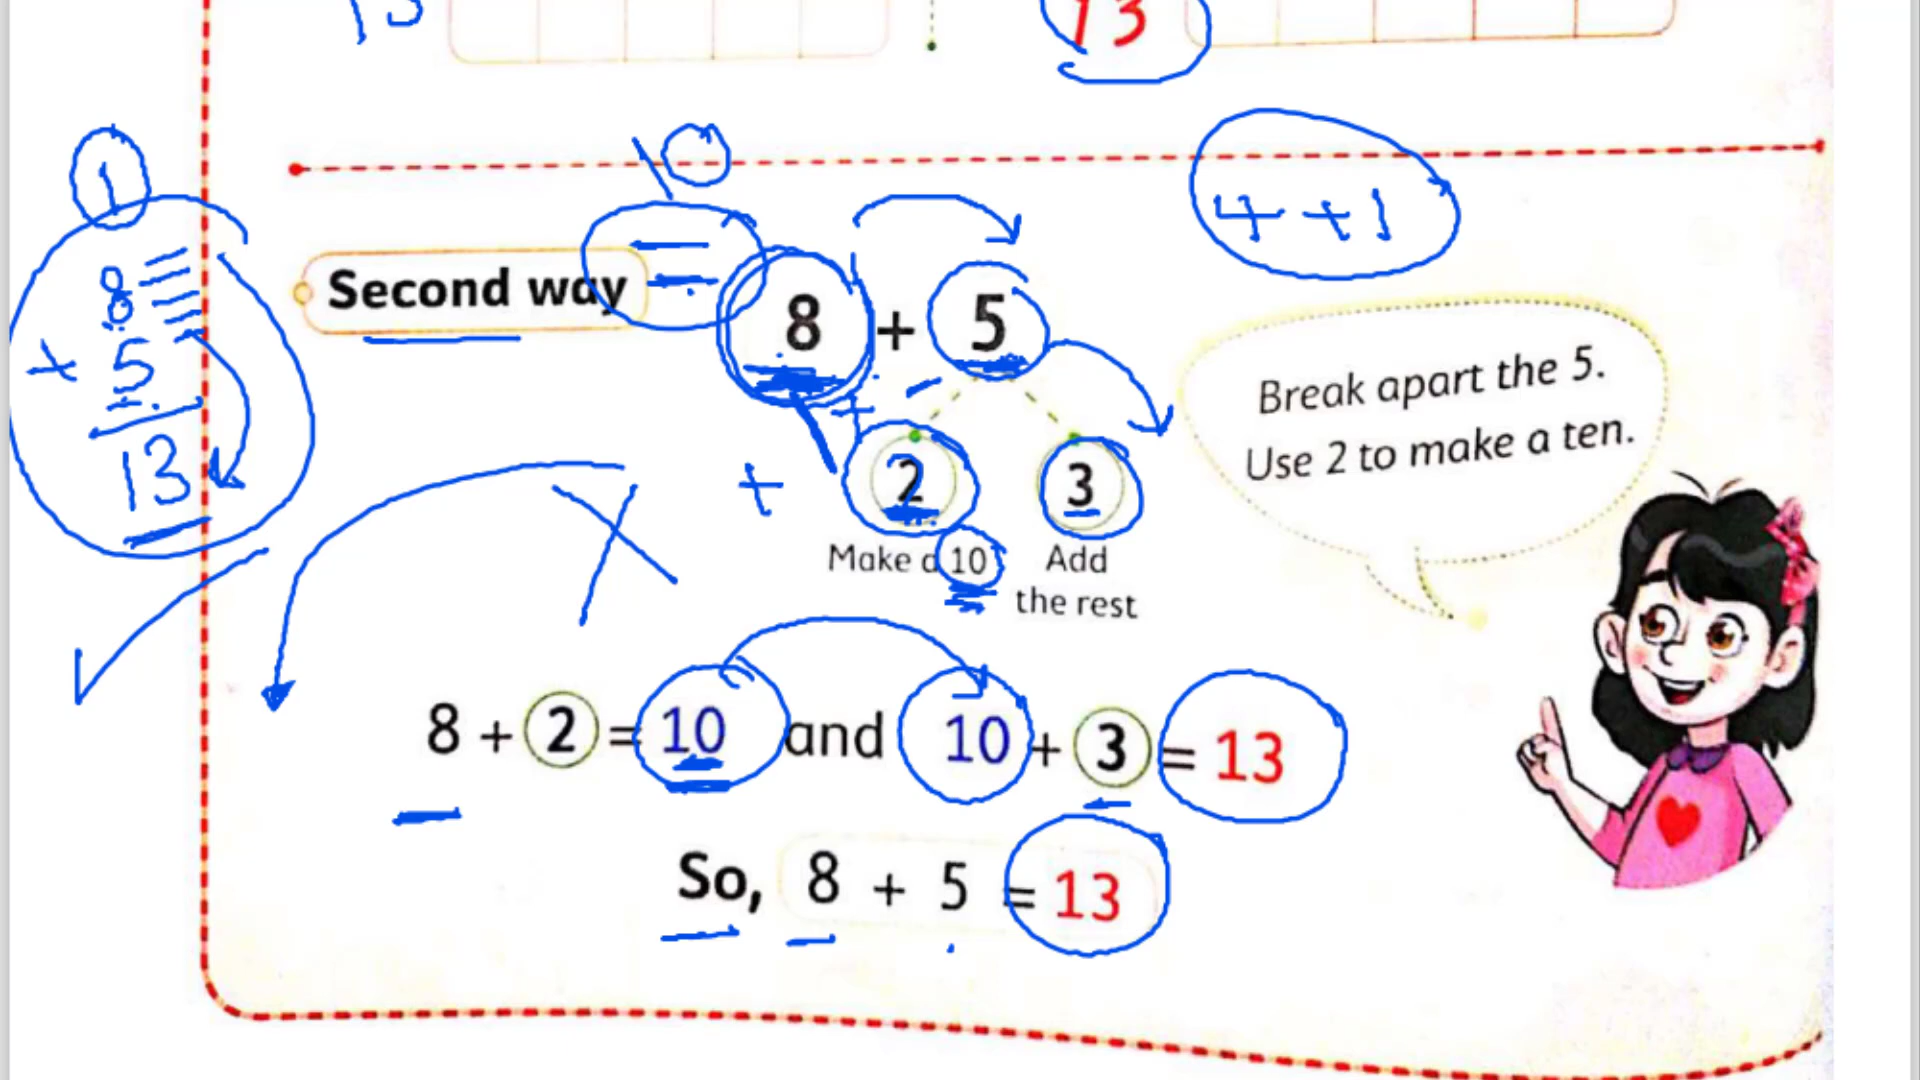 13
13
10
4+1
1
8
+ 5
13
Second way
8 + 5
+
+ 2 3
Make a 10 Add
the rest
Break apart the 5.
Use 2 to make a ten.
8 + 2 = 10 and 10 + 3 = 13
So, 8 + 5 = 13